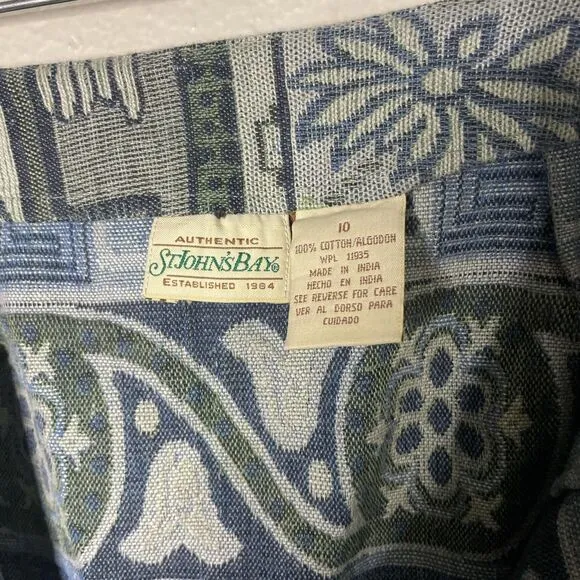 AUTHENTIC
ST.JOHN'S BAY®
ESTABLISHED 1984
10
100% COTTON/ALGODON
WPL 11935
MADE IN INDIA
HECHO EN INDIA
SEE REVERSE FOR CARE
VER AL DORSO PARA
CUIDADO